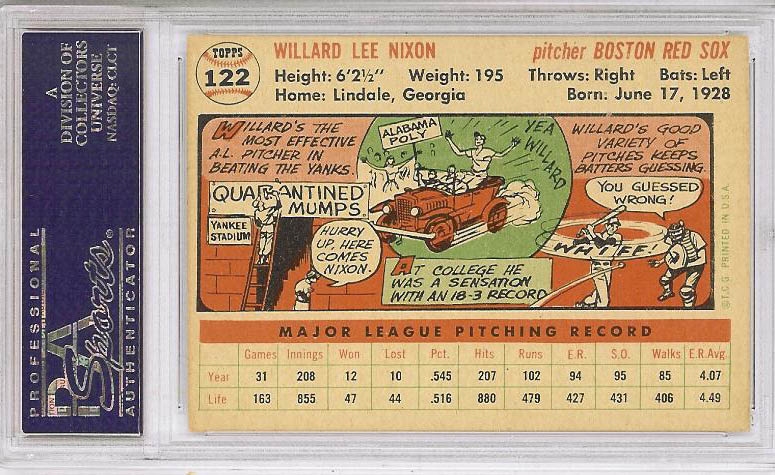 A
DIVISION OF
COLLECTORS
UNIVERSE
NASDAQ: CLCT
PROFESSIONAL
PSA
Sports
AUTHENTICATOR
TOPPS
122
WILLARD LEE NIXON
pitcher BOSTON RED SOX
Height: 6'2½" Weight: 195 Throws: Right Bats: Left
Home: Lindale, Georgia Born: June 17, 1928
WILLARD'S THE
MOST EFFECTIVE
A.L. PITCHER IN
BEATING THE YANKS.
QUARANTINED
MUMPS
YANKEE
STADIUM
HURRY
UP, HERE
COMES
NIXON.
ALABAMA
POLY
YEA
WILLARD
AT COLLEGE HE
WAS A SENSATION
WITH AN 18-3 RECORD
WILLARD'S GOOD
VARIETY OF
PITCHES KEEPS
BATTERS GUESSING.
YOU GUESSED
WRONG!
WHIFF!
©T.C.G. PRINTED IN U.S.A.
MAJOR LEAGUE PITCHING RECORD
Games Innings Won Lost Pct. Hits Runs E.R. S.O. Walks E.R.Avg.
Year 31 208 12 10 .545 207 102 94 95 85 4.07
Life 163 855 47 44 .516 880 479 427 431 406 4.49